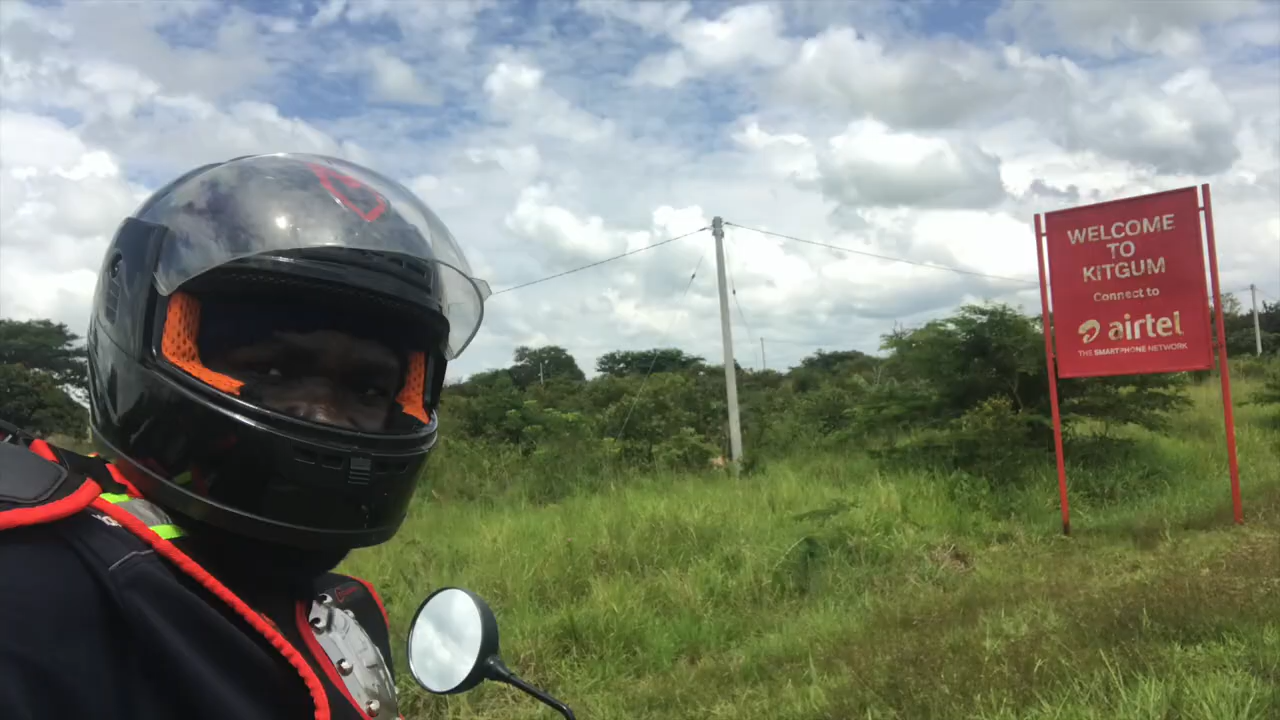 WELCOME
TO
KITGUM
Connect to
airtel
THE SMARTPHONE NETWORK